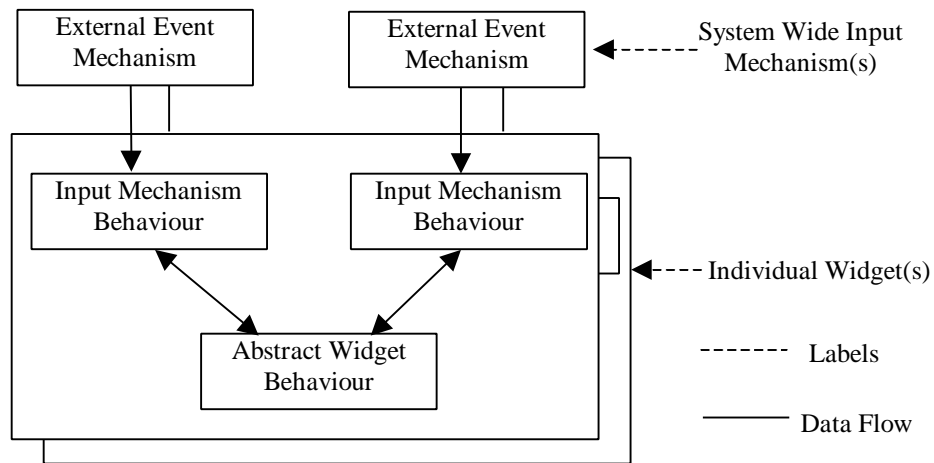 External Event
Mechanism
External Event
Mechanism
System Wide Input
Mechanism(s)
Input Mechanism
Behaviour
Input Mechanism
Behaviour
Individual Widget(s)
Abstract Widget
Behaviour
Labels
Data Flow